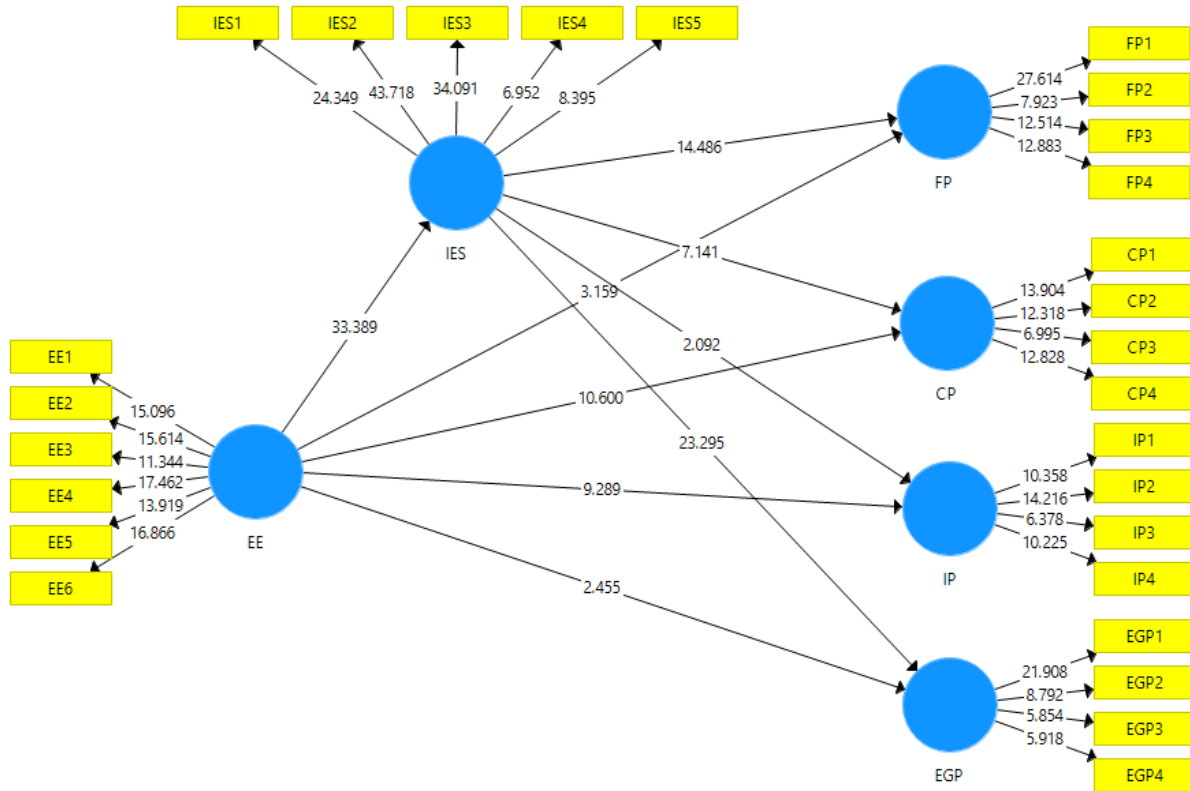 IES1
IES2
IES3
IES4
IES5
24.349
43.718
34.091
6.952
8.395
IES
FP1
FP2
FP3
FP4
27.614
7.923
12.514
12.883
FP
14.486
7.141
3.159
2.092
33.389
10.600
23.295
9.289
2.455
CP1
CP2
CP3
CP4
13.904
12.318
6.995
12.828
CP
EE1
EE2
EE3
EE4
EE5
EE6
15.096
15.614
11.344
17.462
13.919
16.866
EE
IP1
IP2
IP3
IP4
10.358
14.216
6.378
10.225
IP
EGP1
EGP2
EGP3
EGP4
21.908
8.792
5.854
5.918
EGP